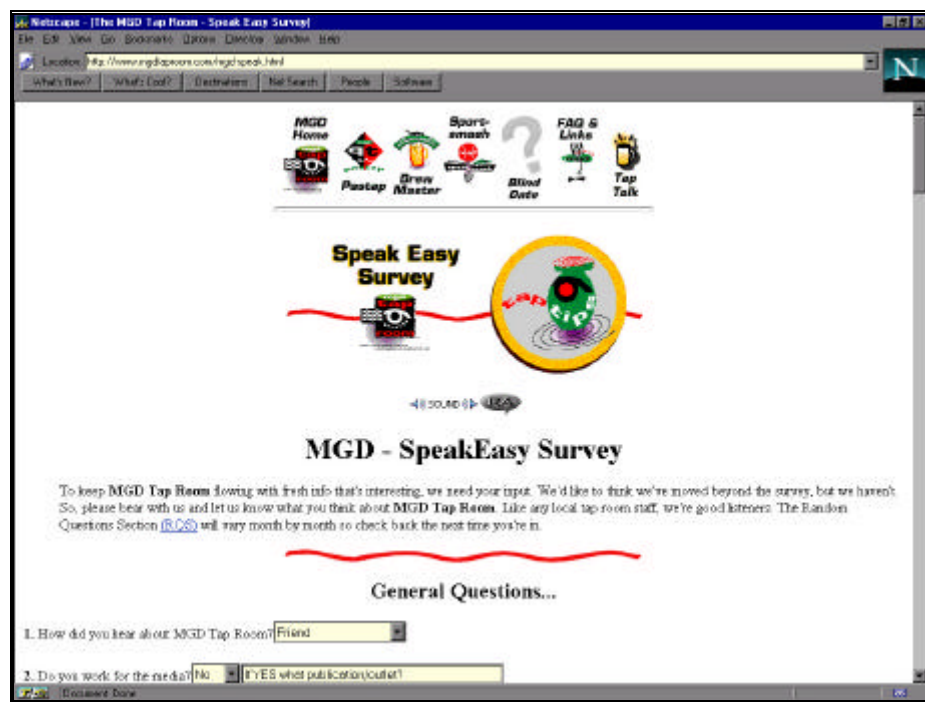 Netscape - [The MGD Tap Room - Speak Easy Survey]
File Edit View Go Bookmarks Options Directory Window Help
Location: http://www.mgdtaproom.com/mgdspeak.html
What's New? What's Cool? Destinations Net Search People Software
N
MGD Home
Pastap
Brew Master
Sport-smash
Blind Date
FAQ & Links
Tap Talk
Speak Easy
Survey
tap room
tap tips
SOUND
MGD - SpeakEasy Survey
To keep MGD Tap Room flowing with fresh info that's interesting, we need your input. We'd like to think we've moved beyond the survey, but we haven't.
So, please bear with us and let us know what you think about MGD Tap Room. Like any local tap room staff, we're good listeners. The Random
Questions Section (RQS) will vary month by month so check back the next time you're in.
General Questions...
1. How did you hear about MGD Tap Room? Friend
2. Do you work for the media? No If YES what publication/outlet?
Document Done